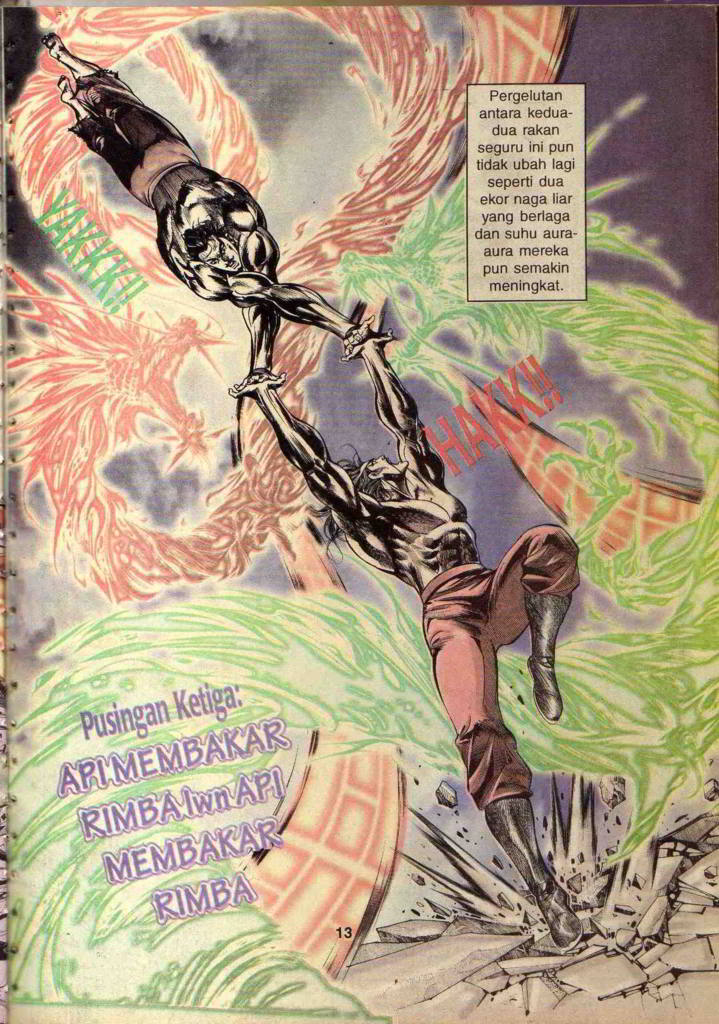 Pergelutan
antara kedua-
dua rakan
seguru ini pun
tidak ubah lagi
seperti dua
ekor naga liar
yang berlaga
dan suhu aura-
aura mereka
pun semakin
meningkat.
YAKKK!!
HAKK!!
Pusingan Ketiga:
API MEMBAKAR
RIMBA lwn API
MEMBAKAR
RIMBA
13